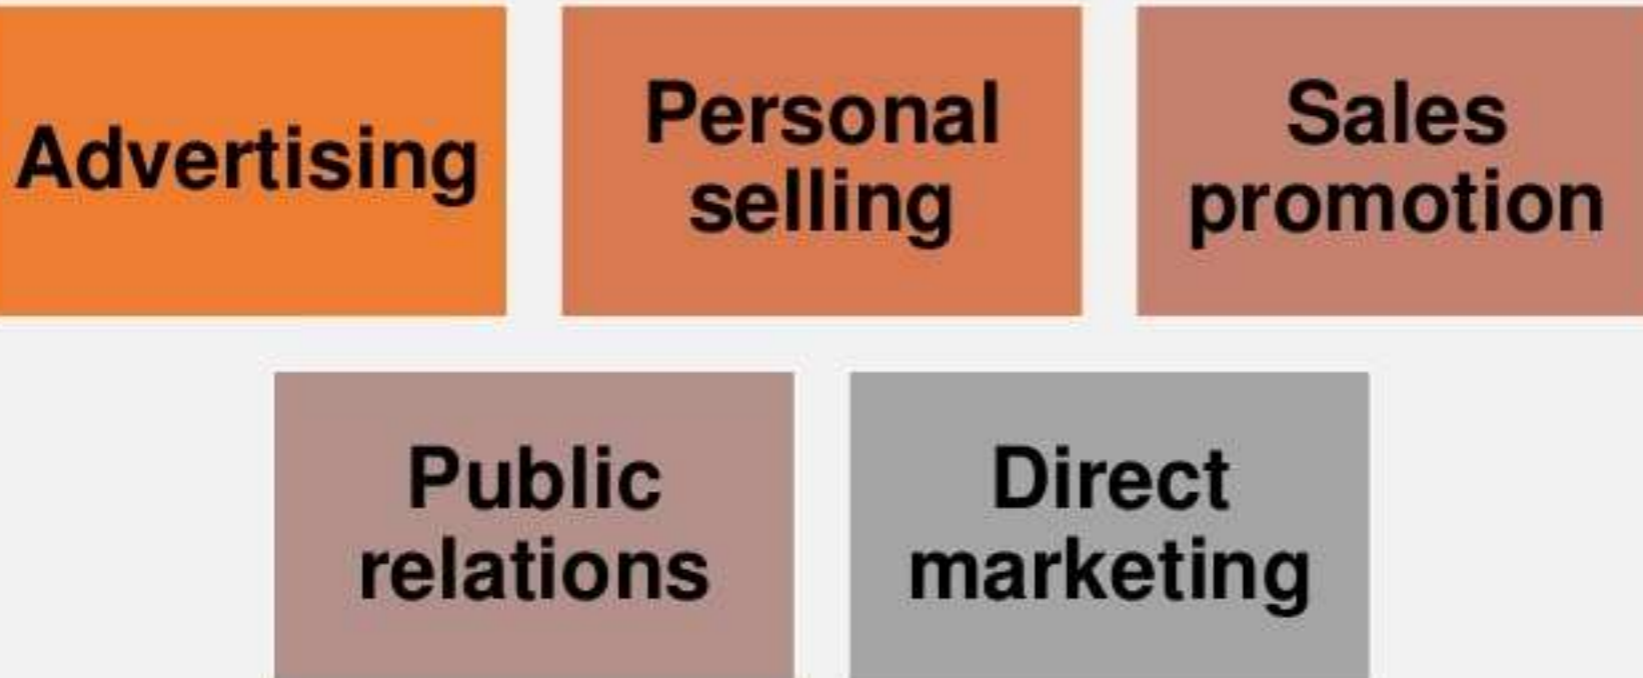 Advertising
Personal
selling
Sales
promotion
Public
relations
Direct
marketing